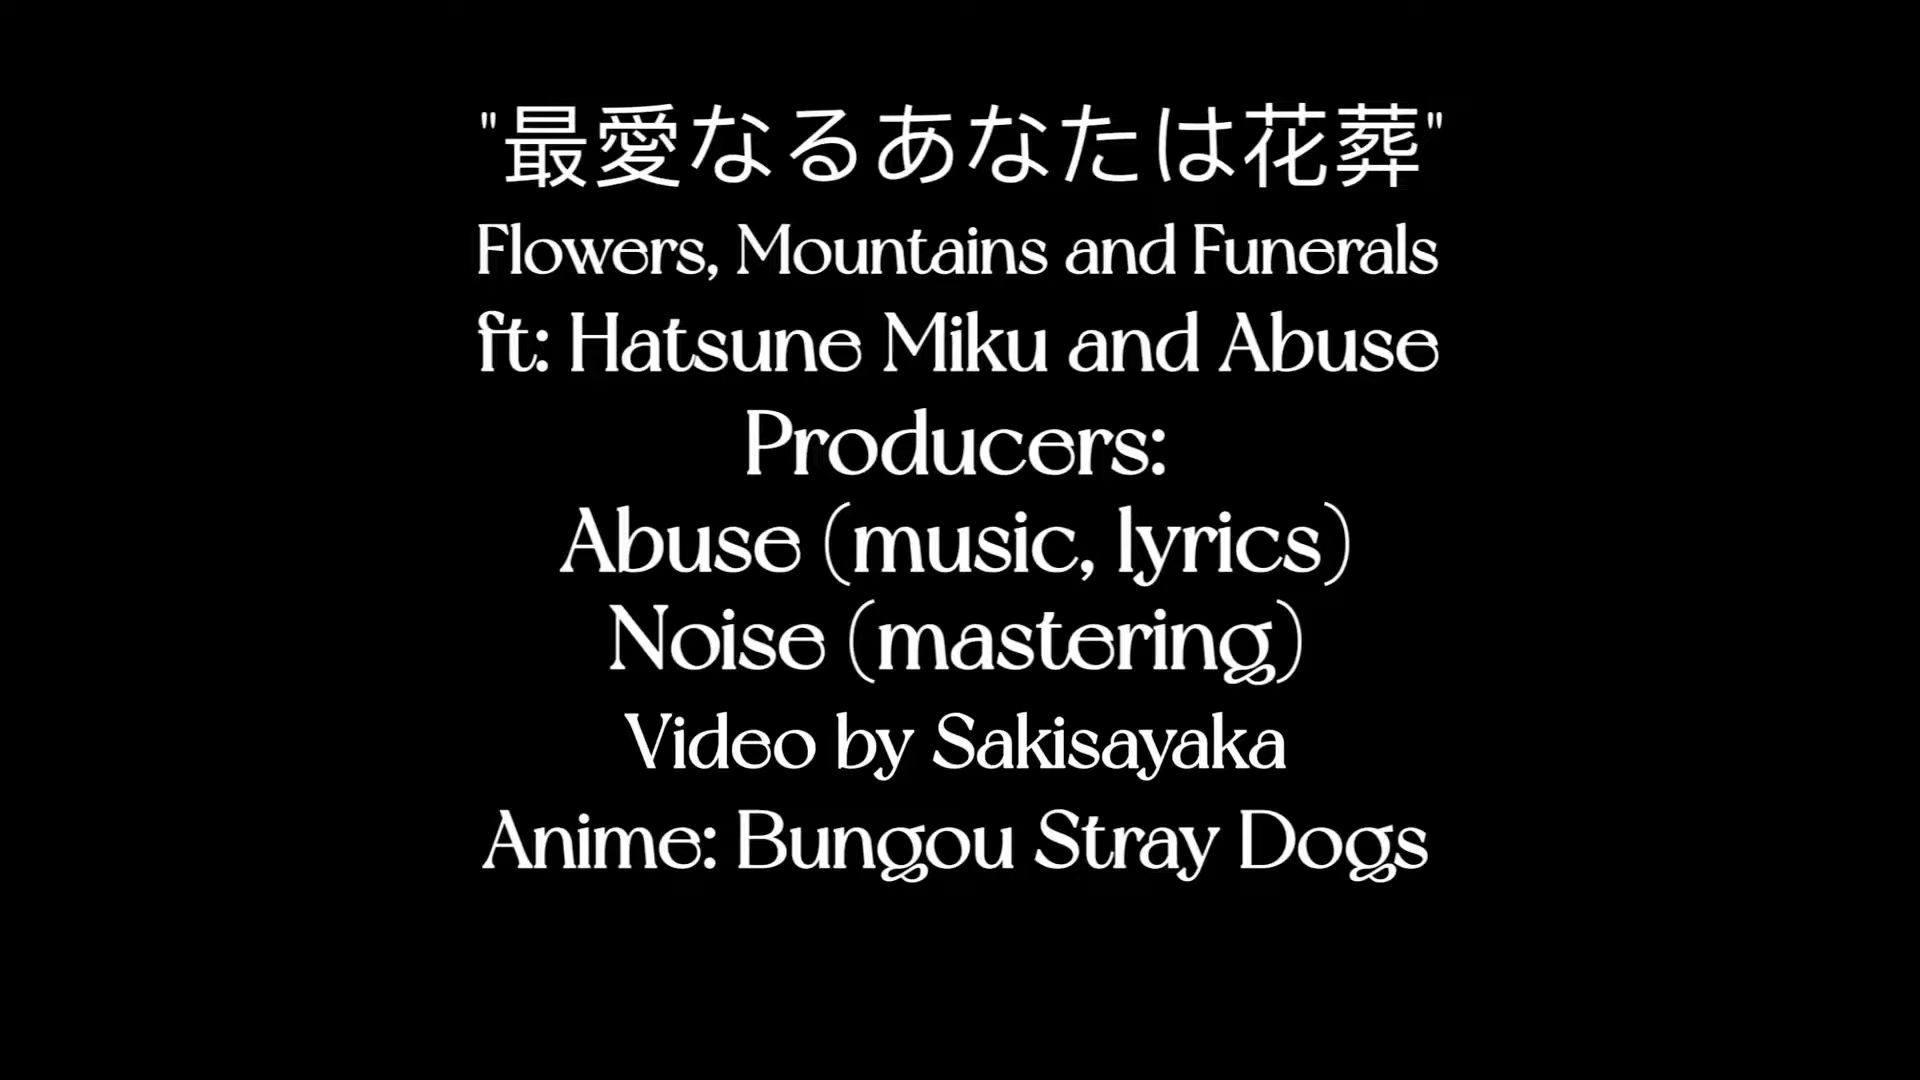 "最愛なるあなたは花葬"
Flowers, Mountains and Funerals
ft: Hatsune Miku and Abuse
Producers:
Abuse (music, lyrics)
Noise (mastering)
Video by Sakisayaka
Anime: Bungou Stray Dogs